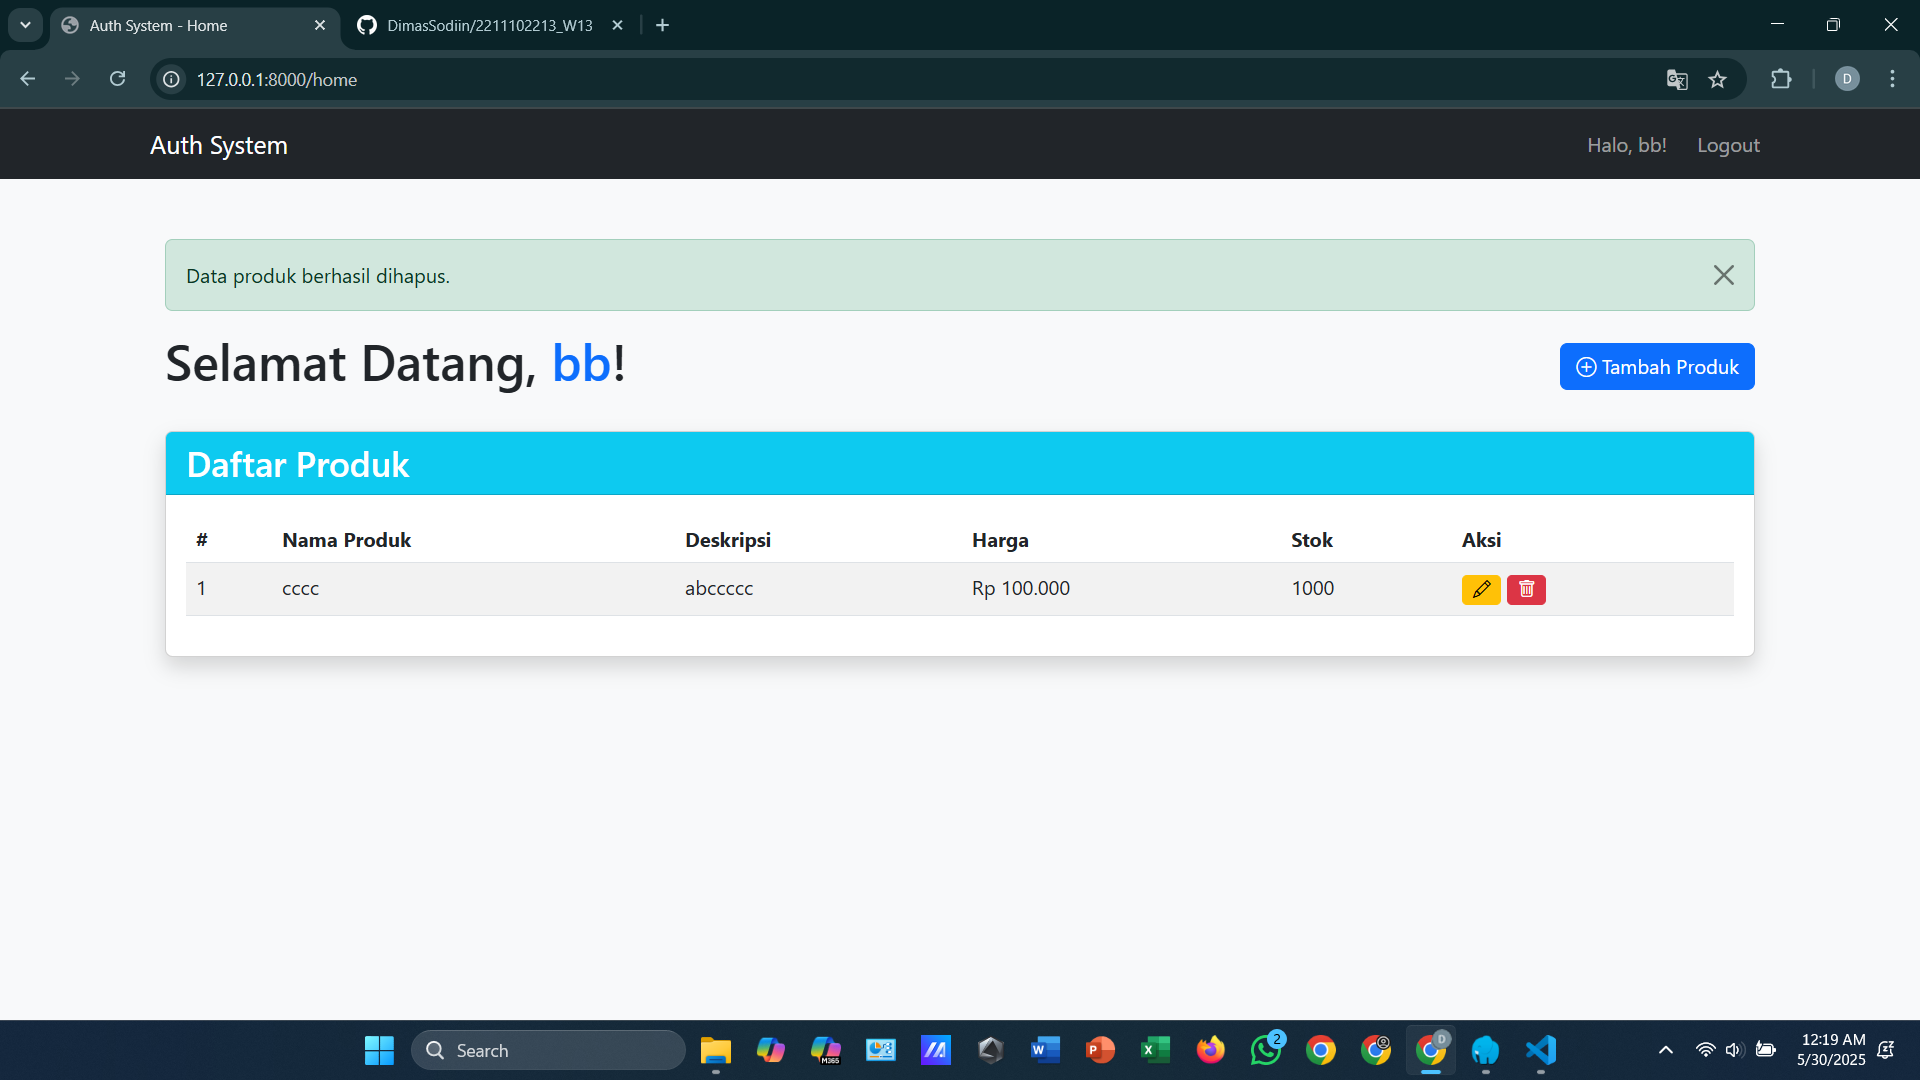 Auth System - Home
DimasSodiin/2211102213_W13
127.0.0.1:8000/home
D
Auth System
Halo, bb!
Logout
Data produk berhasil dihapus.
Selamat Datang, bb!
Tambah Produk
Daftar Produk
# Nama Produk Deskripsi Harga Stok Aksi
1 cccc abccccc Rp 100.000 1000
Search
M365
W
P
X
2
D
12:19 AM
5/30/2025